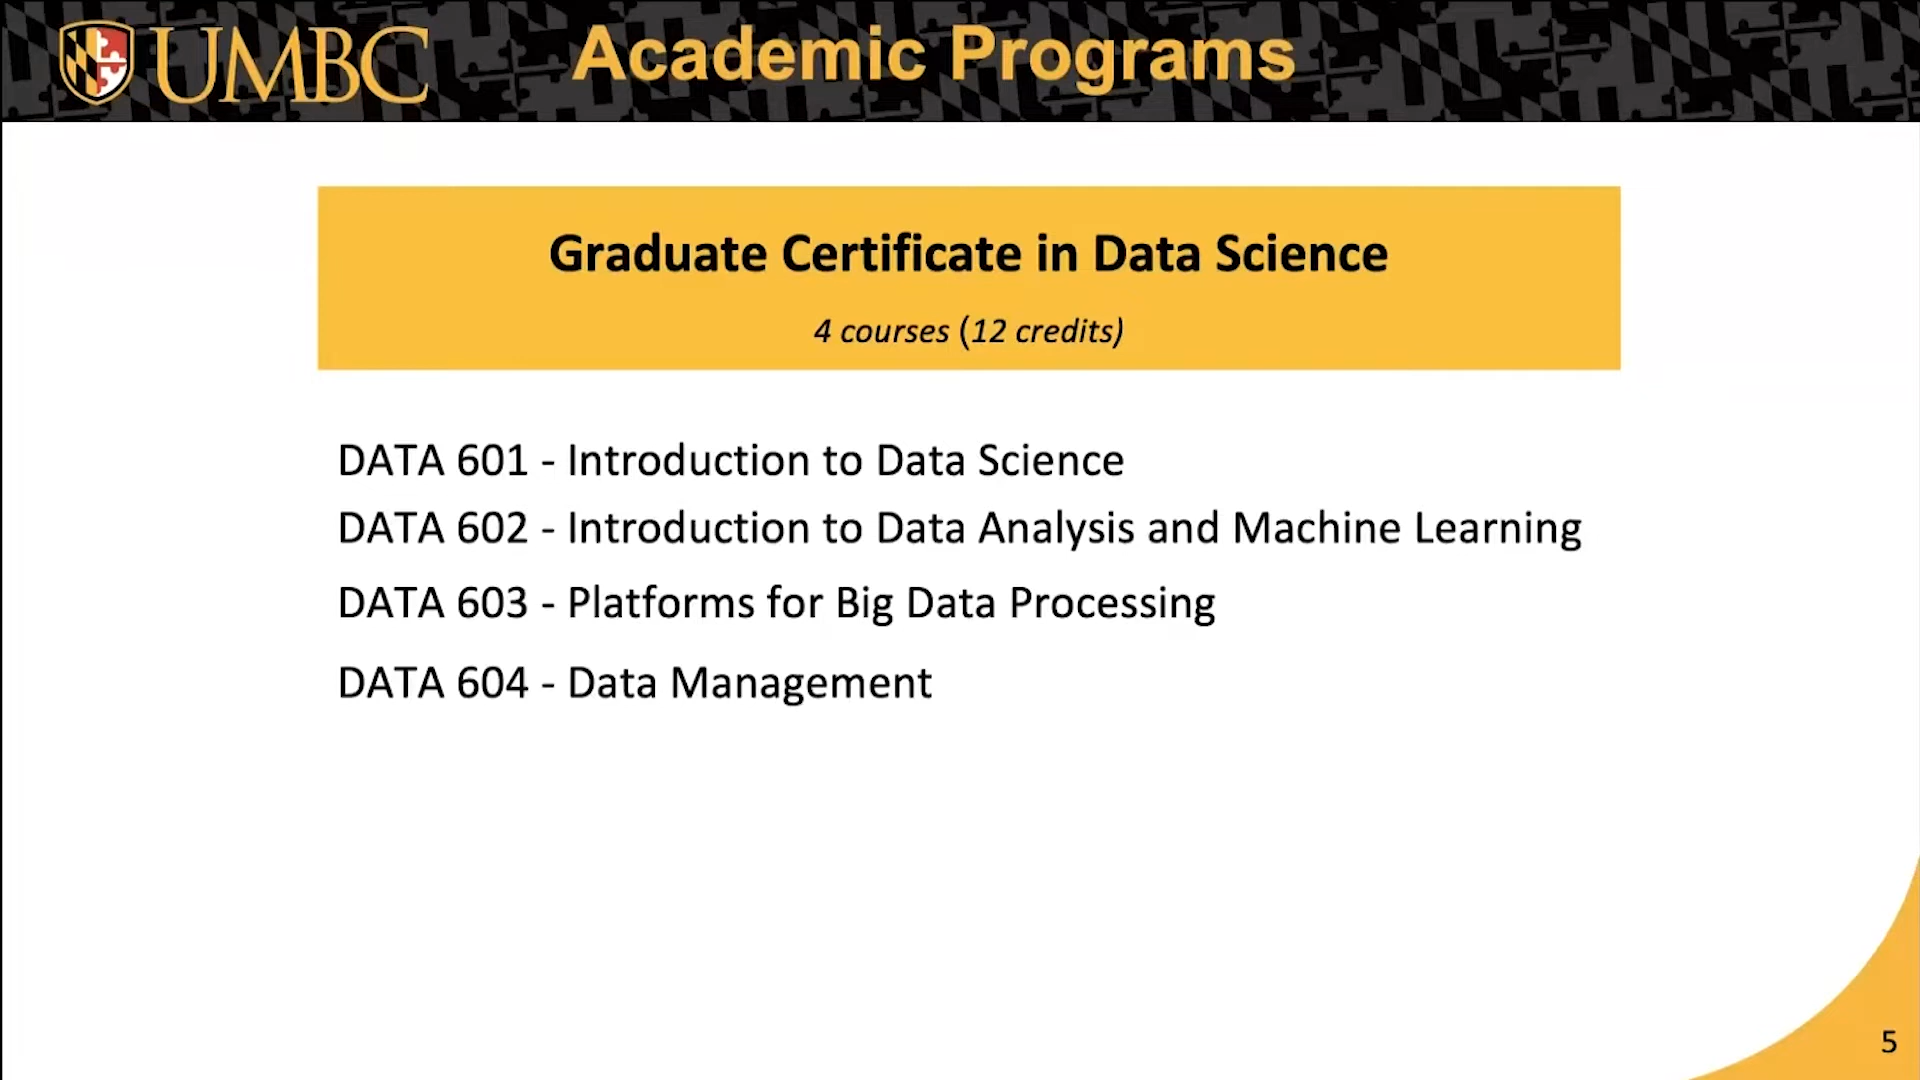 UMBC
Academic Programs
Graduate Certificate in Data Science
4 courses (12 credits)
DATA 601 - Introduction to Data Science
DATA 602 - Introduction to Data Analysis and Machine Learning
DATA 603 - Platforms for Big Data Processing
DATA 604 - Data Management
5